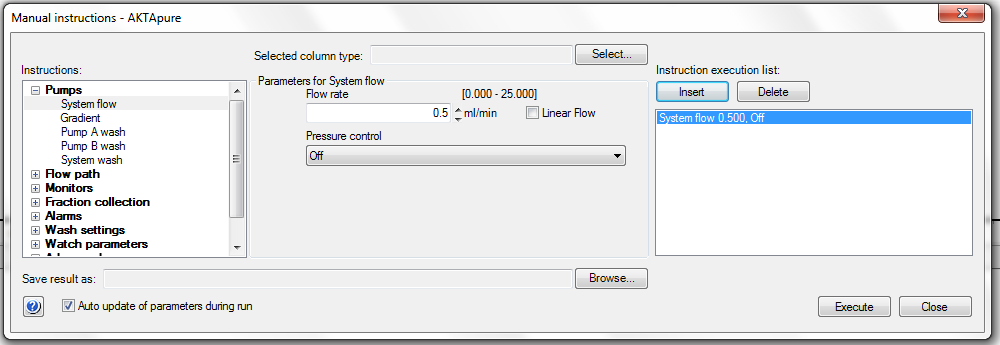 Manual instructions - AKTApure
Selected column type:
Select...
Instructions:
Pumps
System flow
Gradient
Pump A wash
Pump B wash
System wash
Flow path
Monitors
Fraction collection
Alarms
Wash settings
Watch parameters
Parameters for System flow
Flow rate [0.000 - 25.000]
0.5 ml/min Linear Flow
Pressure control
Off
Instruction execution list:
Insert Delete
System flow 0.500, Off
Save result as:
Browse...
Auto update of parameters during run
Execute Close